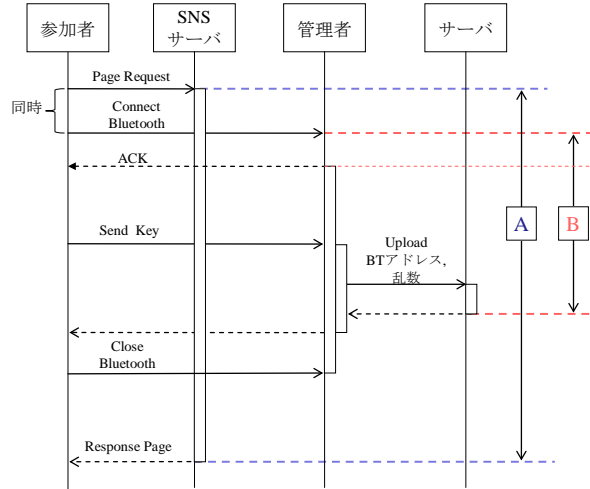 参加者
SNS
サーバ
管理者
サーバ
Page Request
同時
Connect
Bluetooth
ACK
A
B
Send Key
Upload
BTアドレス,
乱数
Close
Bluetooth
Response Page